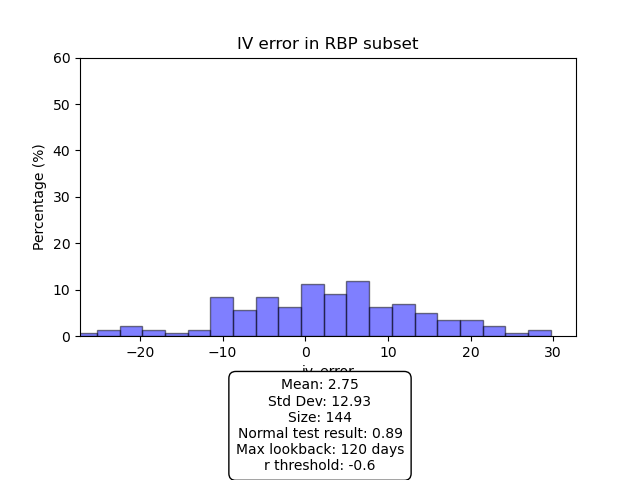 IV error in RBP subset
60
50
40
30
20
10
0
Percentage (%)
−20
−10
0
10
20
30
iv_error
Mean: 2.75
Std Dev: 12.93
Size: 144
Normal test result: 0.89
Max lookback: 120 days
r threshold: -0.6